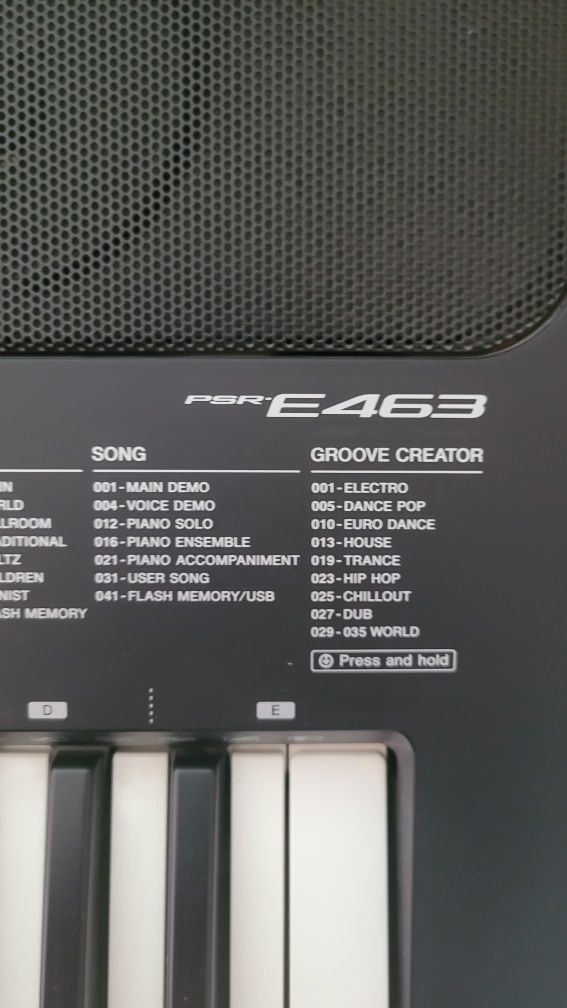 PSR-E463
SONG
001-MAIN DEMO
004-VOICE DEMO
012-PIANO SOLO
016-PIANO ENSEMBLE
021-PIANO ACCOMPANIMENT
031-USER SONG
041-FLASH MEMORY/USB
GROOVE CREATOR
001-ELECTRO
005-DANCE POP
010-EURO DANCE
013-HOUSE
019-TRANCE
023-HIP HOP
025-CHILLOUT
027-DUB
029-035 WORLD
Press and hold
MEMORY
D
E